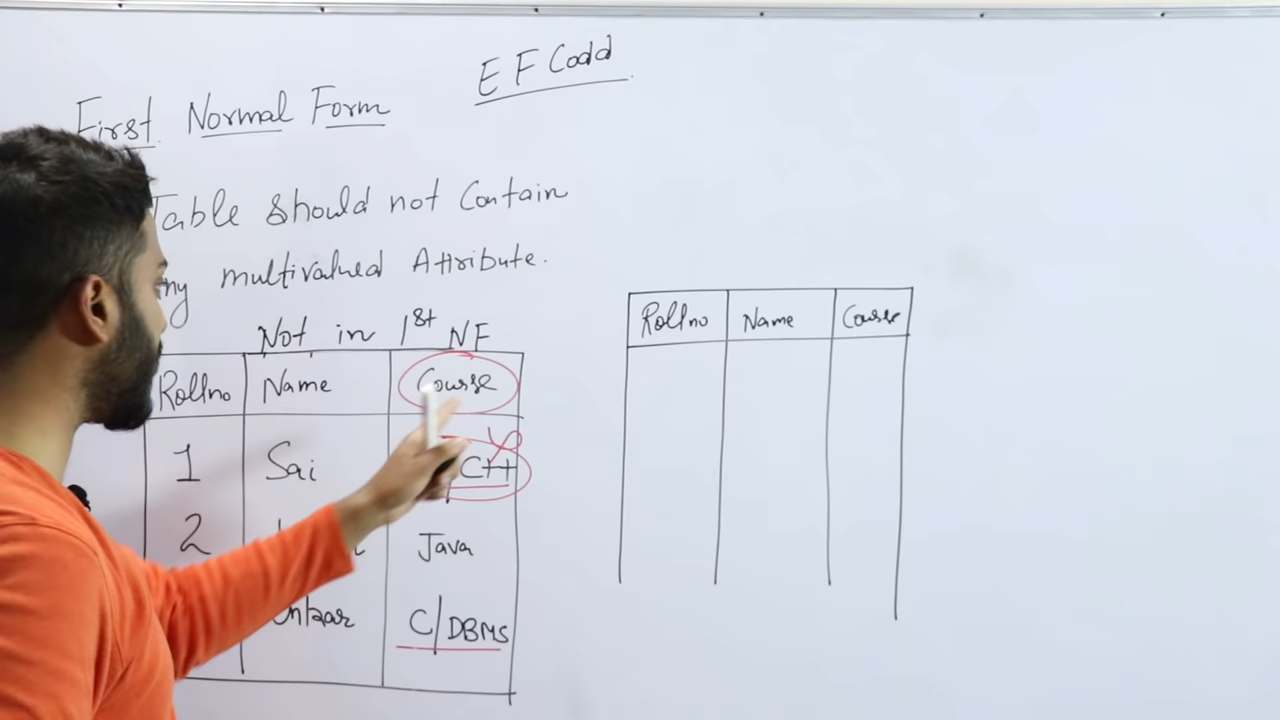 E F Codd
First Normal Form
Table should not Contain
multivalued Attribute.
Not in 1st NF
Rollno Name Course
1 Sai C++
2 Java
C/DBMS
Rollno Name Course